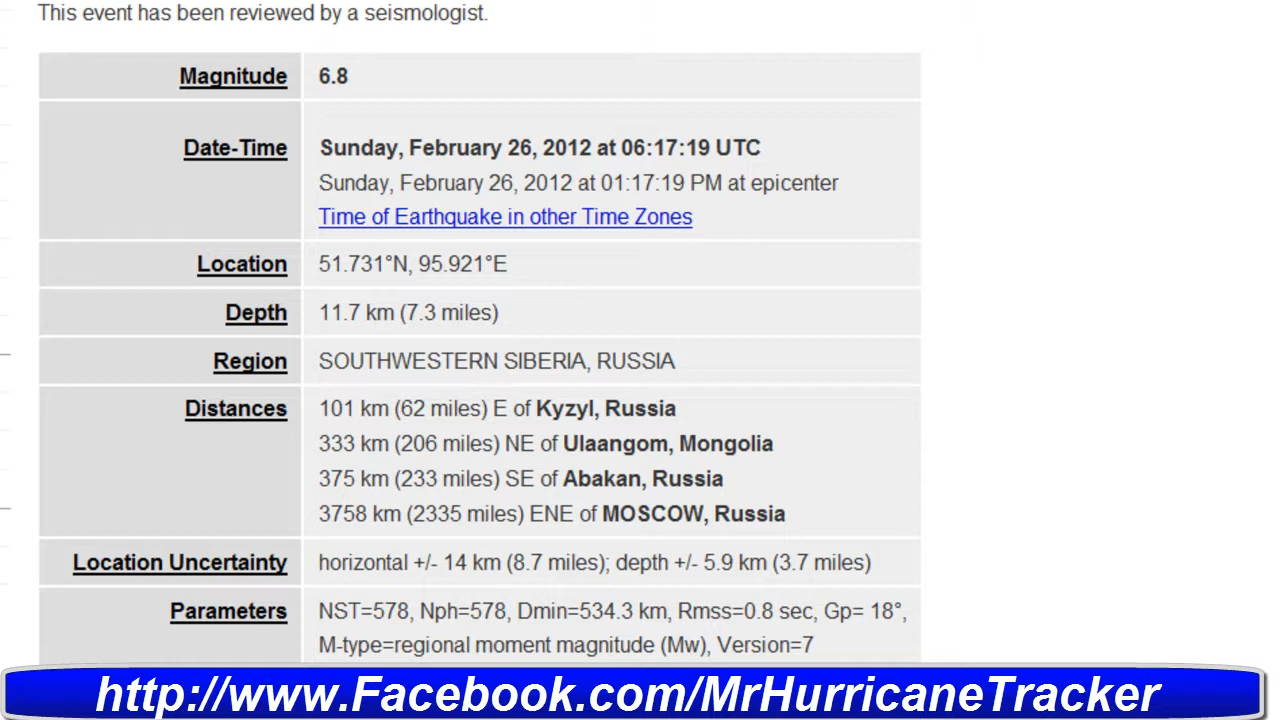 This event has been reviewed by a seismologist.
Magnitude 6.8
Date-Time Sunday, February 26, 2012 at 06:17:19 UTC
Sunday, February 26, 2012 at 01:17:19 PM at epicenter
Time of Earthquake in other Time Zones
Location 51.731°N, 95.921°E
Depth 11.7 km (7.3 miles)
Region SOUTHWESTERN SIBERIA, RUSSIA
Distances 101 km (62 miles) E of Kyzyl, Russia
333 km (206 miles) NE of Ulaangom, Mongolia
375 km (233 miles) SE of Abakan, Russia
3758 km (2335 miles) ENE of MOSCOW, Russia
Location Uncertainty horizontal +/- 14 km (8.7 miles); depth +/- 5.9 km (3.7 miles)
Parameters NST=578, Nph=578, Dmin=534.3 km, Rmss=0.8 sec, Gp= 18°,
M-type=regional moment magnitude (Mw), Version=7
http://www.Facebook.com/MrHurricaneTracker